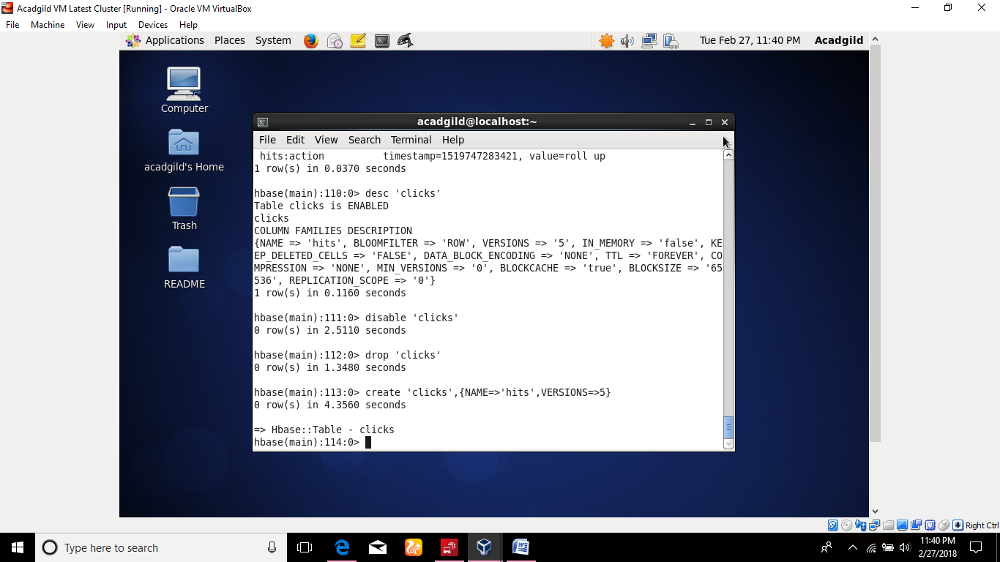 Acadgild VM Latest Cluster [Running] - Oracle VM VirtualBox
File Machine View Input Devices Help
Applications Places System Tue Feb 27, 11:40 PM Acadgild
Computer
acadgild's Home
Trash
README
acadgild@localhost:~
File Edit View Search Terminal Help
hits:action timestamp=1519747283421, value=roll up
1 row(s) in 0.0370 seconds
hbase(main):110:0> desc 'clicks'
Table clicks is ENABLED
clicks
COLUMN FAMILIES DESCRIPTION
{NAME => 'hits', BLOOMFILTER => 'ROW', VERSIONS => '5', IN_MEMORY => 'false', KE
EP_DELETED_CELLS => 'FALSE', DATA_BLOCK_ENCODING => 'NONE', TTL => 'FOREVER', CO
MPRESSION => 'NONE', MIN_VERSIONS => '0', BLOCKCACHE => 'true', BLOCKSIZE => '65
536', REPLICATION_SCOPE => '0'}
1 row(s) in 0.1160 seconds
hbase(main):111:0> disable 'clicks'
0 row(s) in 2.5110 seconds
hbase(main):112:0> drop 'clicks'
0 row(s) in 1.3480 seconds
hbase(main):113:0> create 'clicks',{NAME=>'hits',VERSIONS=>5}
0 row(s) in 4.3560 seconds
=> Hbase::Table - clicks
hbase(main):114:0>
Right Ctrl
Type here to search
11:40 PM
2/27/2018